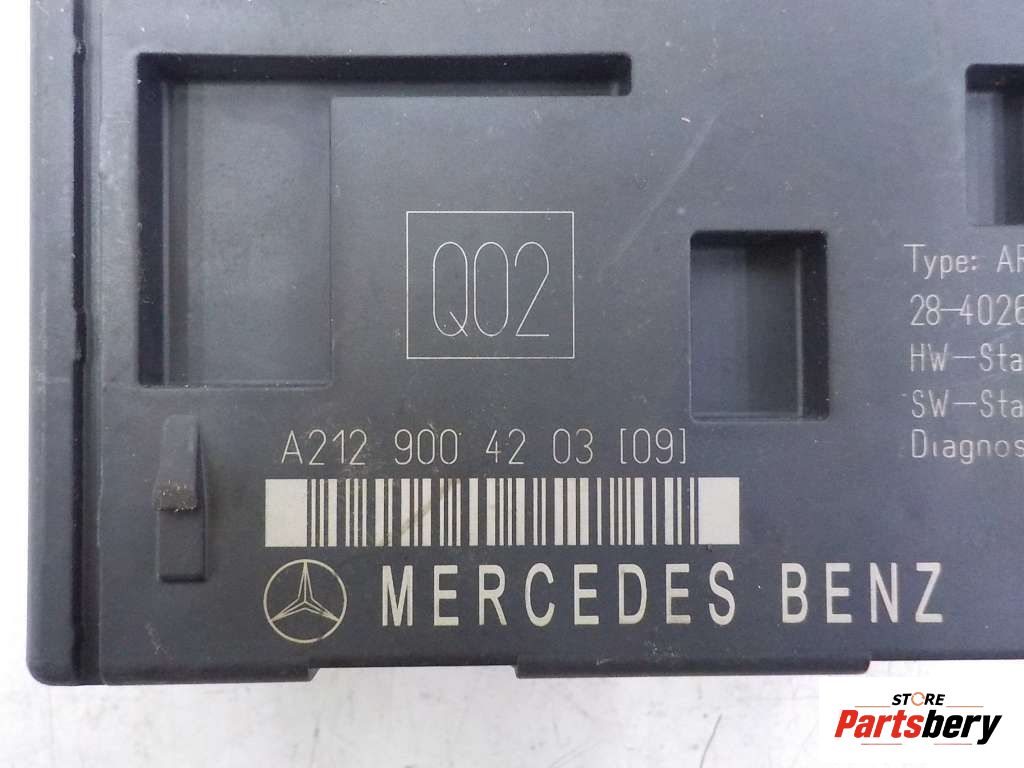 Q02
Type: AR
28-4026
HW-Sta
SW-Sta
Diagnos
A212 900 42 03 [09]
MERCEDES BENZ
STORE
Partsbery